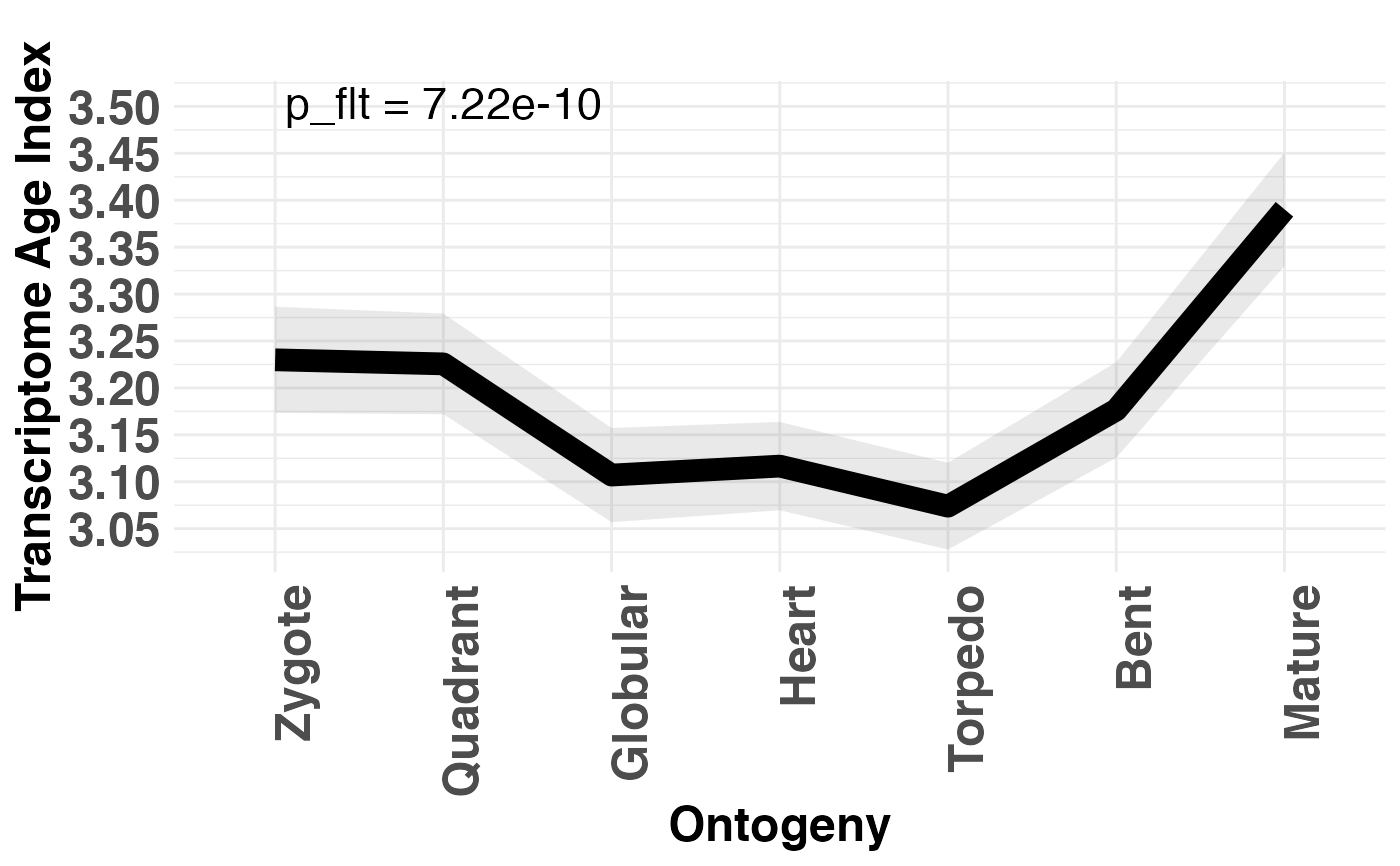 Transcriptome Age Index
p_flt = 7.22e-10
3.50
3.45
3.40
3.35
3.30
3.25
3.20
3.15
3.10
3.05
Zygote
Quadrant
Globular
Heart
Torpedo
Bent
Mature
Ontogeny